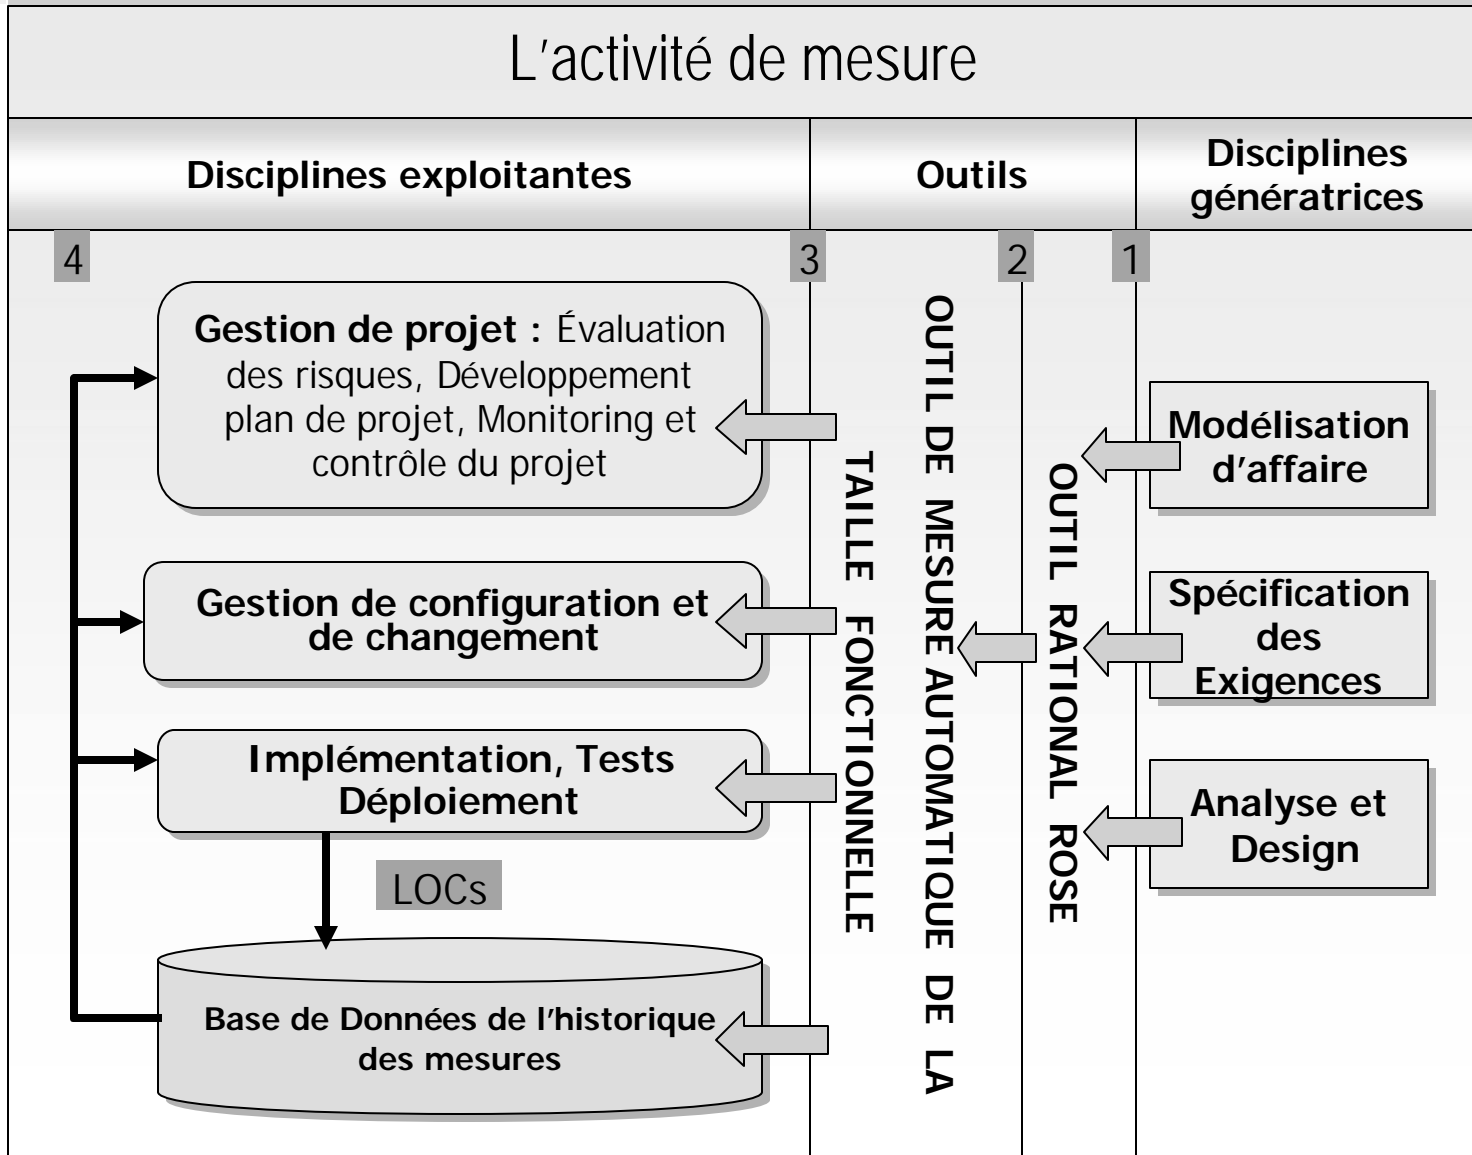 L'activité de mesure
Disciplines exploitantes
Outils
Disciplines
génératrices
4
3
2
1
Gestion de projet : Évaluation
des risques, Développement
plan de projet, Monitoring et
contrôle du projet
Gestion de configuration et
de changement
Implémentation, Tests
Déploiement
LOCs
Base de Données de l'historique
des mesures
OUTIL DE MESURE AUTOMATIQUE DE LA
TAILLE FONCTIONNELLE
OUTIL RATIONAL ROSE
Modélisation
d'affaire
Spécification
des
Exigences
Analyse et
Design